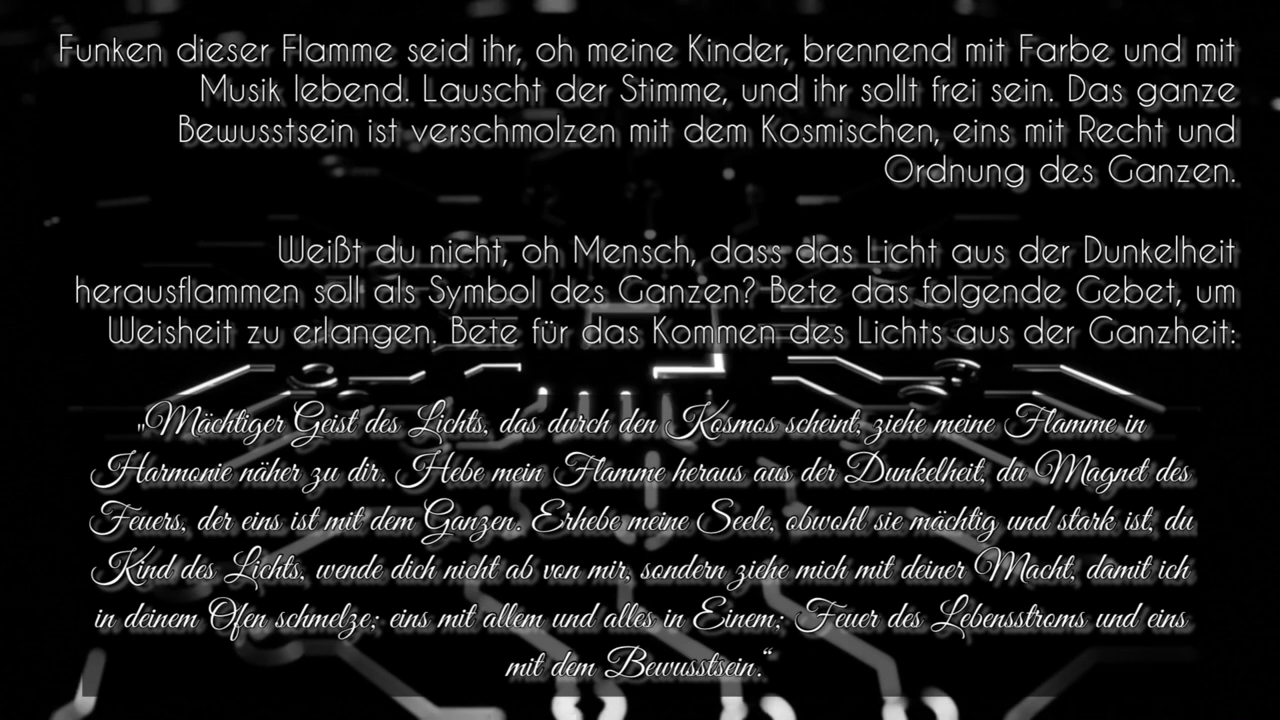 Funken dieser Flamme seid ihr, oh meine Kinder, brennend mit Farbe und mit
Musik lebend. Lauscht der Stimme, und ihr sollt frei sein. Das ganze
Bewusstsein ist verschmolzen mit dem Kosmischen, eins mit Recht und
Ordnung des Ganzen.
Weißt du nicht, oh Mensch, dass das Licht aus der Dunkelheit
herausflammen soll als Symbol des Ganzen? Bete das folgende Gebet, um
Weisheit zu erlangen. Bete für das Kommen des Lichts aus der Ganzheit:
„Mächtiger Geist des Lichts, das durch den Kosmos scheint, ziehe meine Flamme in
Harmonie näher zu dir. Hebe mein Flamme heraus aus der Dunkelheit, du Magnet des
Feuers, der eins ist mit dem Ganzen. Erhebe meine Seele, obwohl sie mächtig und stark ist, du
Kind des Lichts, wende dich nicht ab von mir, sondern ziehe mich mit deiner Macht, damit ich
in deinem Ofen schmelze; eins mit allem und alles in Einem; Feuer des Lebensstroms und eins
mit dem Bewusstsein.“